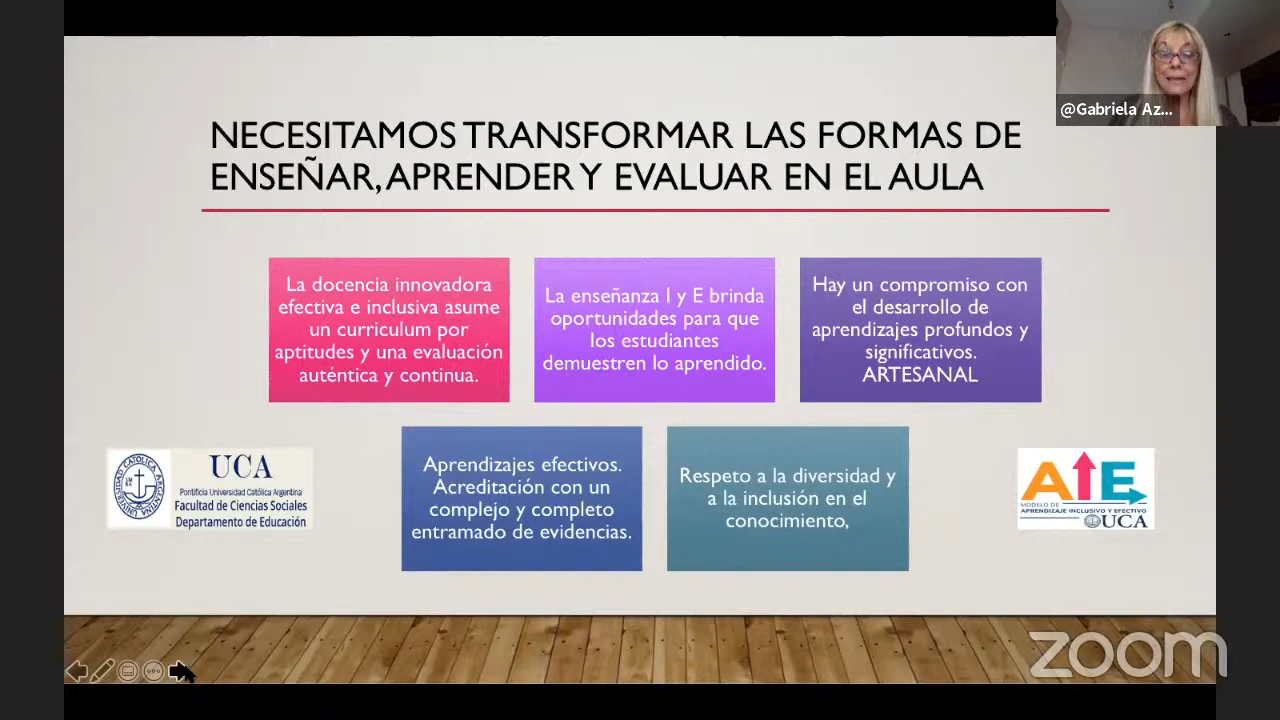 @Gabriela Az...
NECESITAMOS TRANSFORMAR LAS FORMAS DE
ENSEÑAR, APRENDER Y EVALUAR EN EL AULA
La docencia innovadora
efectiva e inclusiva asume
un curriculum por
aptitudes y una evaluación
auténtica y continua.
La enseñanza I y E brinda
oportunidades para que
los estudiantes
demuestren lo aprendido.
Hay un compromiso con
el desarrollo de
aprendizajes profundos y
significativos.
ARTESANAL
Aprendizajes efectivos.
Acreditación con un
complejo y completo
entramado de evidencias.
Respeto a la diversidad y
a la inclusión en el
conocimiento,
UCA
Pontificia Universidad Católica Argentina
Facultad de Ciencias Sociales
Departamento de Educación
AIE
MODELO DE
APRENDIZAJE INCLUSIVO Y EFECTIVO
UCA
zoom